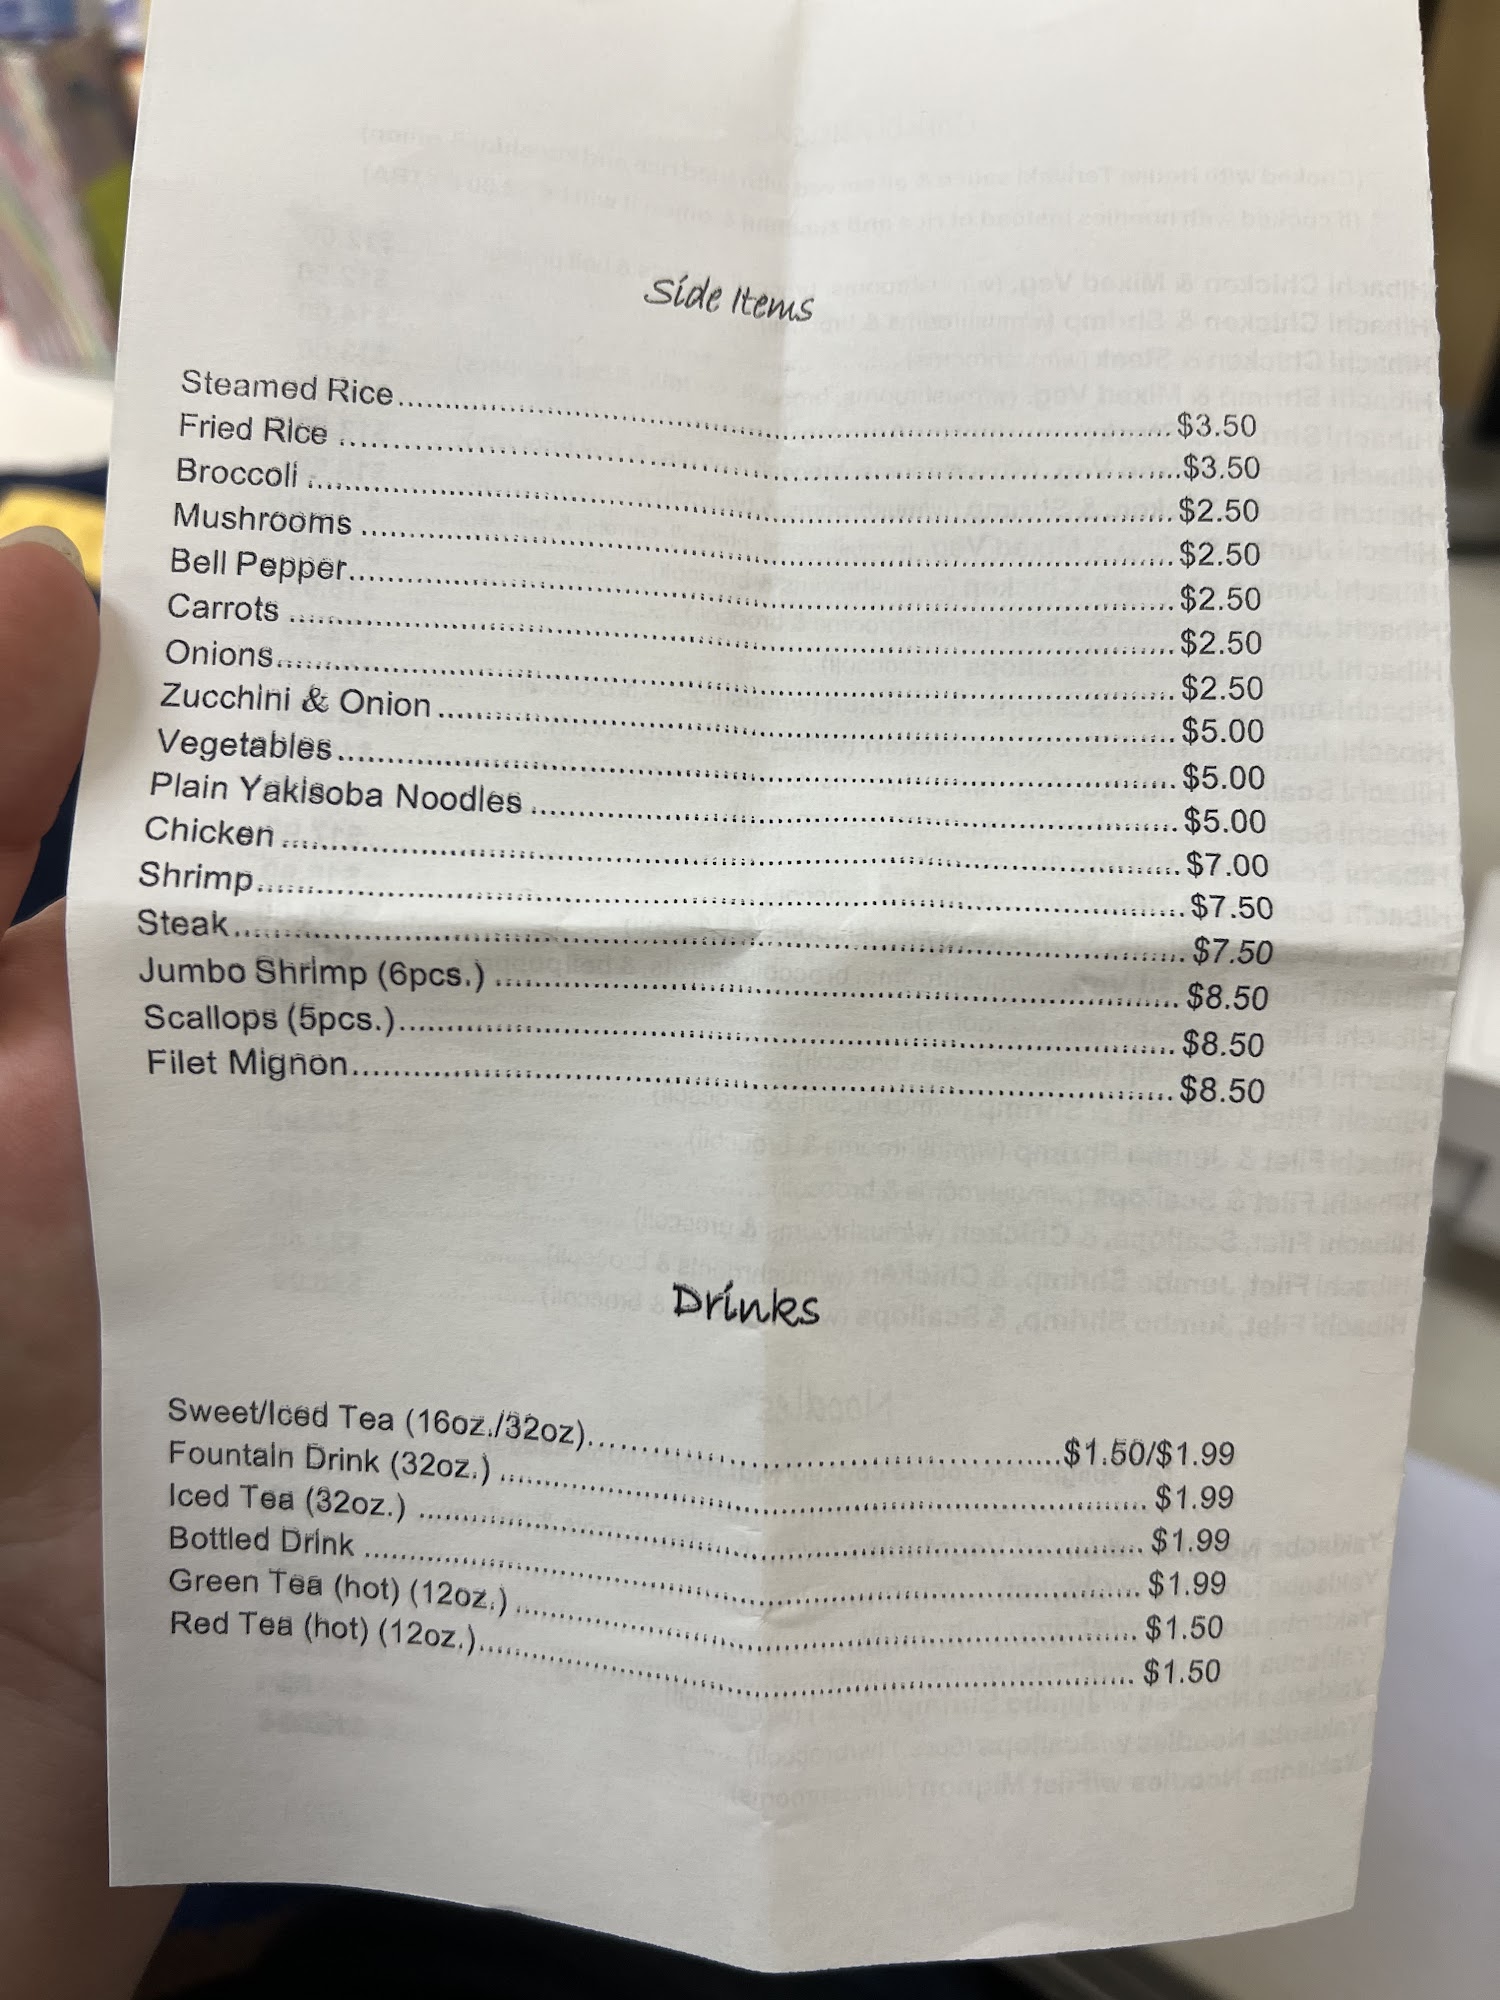 Side Items
Steamed Rice..........$3.50
Fried Rice ..........$3.50
Broccoli ..........$2.50
Mushrooms ..........$2.50
Bell Pepper..........$2.50
Carrots ..........$2.50
Onions..........$2.50
Zucchini & Onion ..........$5.00
Vegetables..........$5.00
Plain Yakisoba Noodles ..........$5.00
Chicken ..........$7.00
Shrimp..........$7.50
Steak..........$7.50
Jumbo Shrimp (6pcs.) ..........$8.50
Scallops (5pcs.)..........$8.50
Filet Mignon..........$8.50
Drinks
Sweet/Iced Tea (16oz./32oz)..........$1.50/$1.99
Fountain Drink (32oz.) ..........$1.99
Iced Tea (32oz.) ..........$1.99
Bottled Drink ..........$1.99
Green Tea (hot) (12oz.) ..........$1.50
Red Tea (hot) (12oz.)..........$1.50